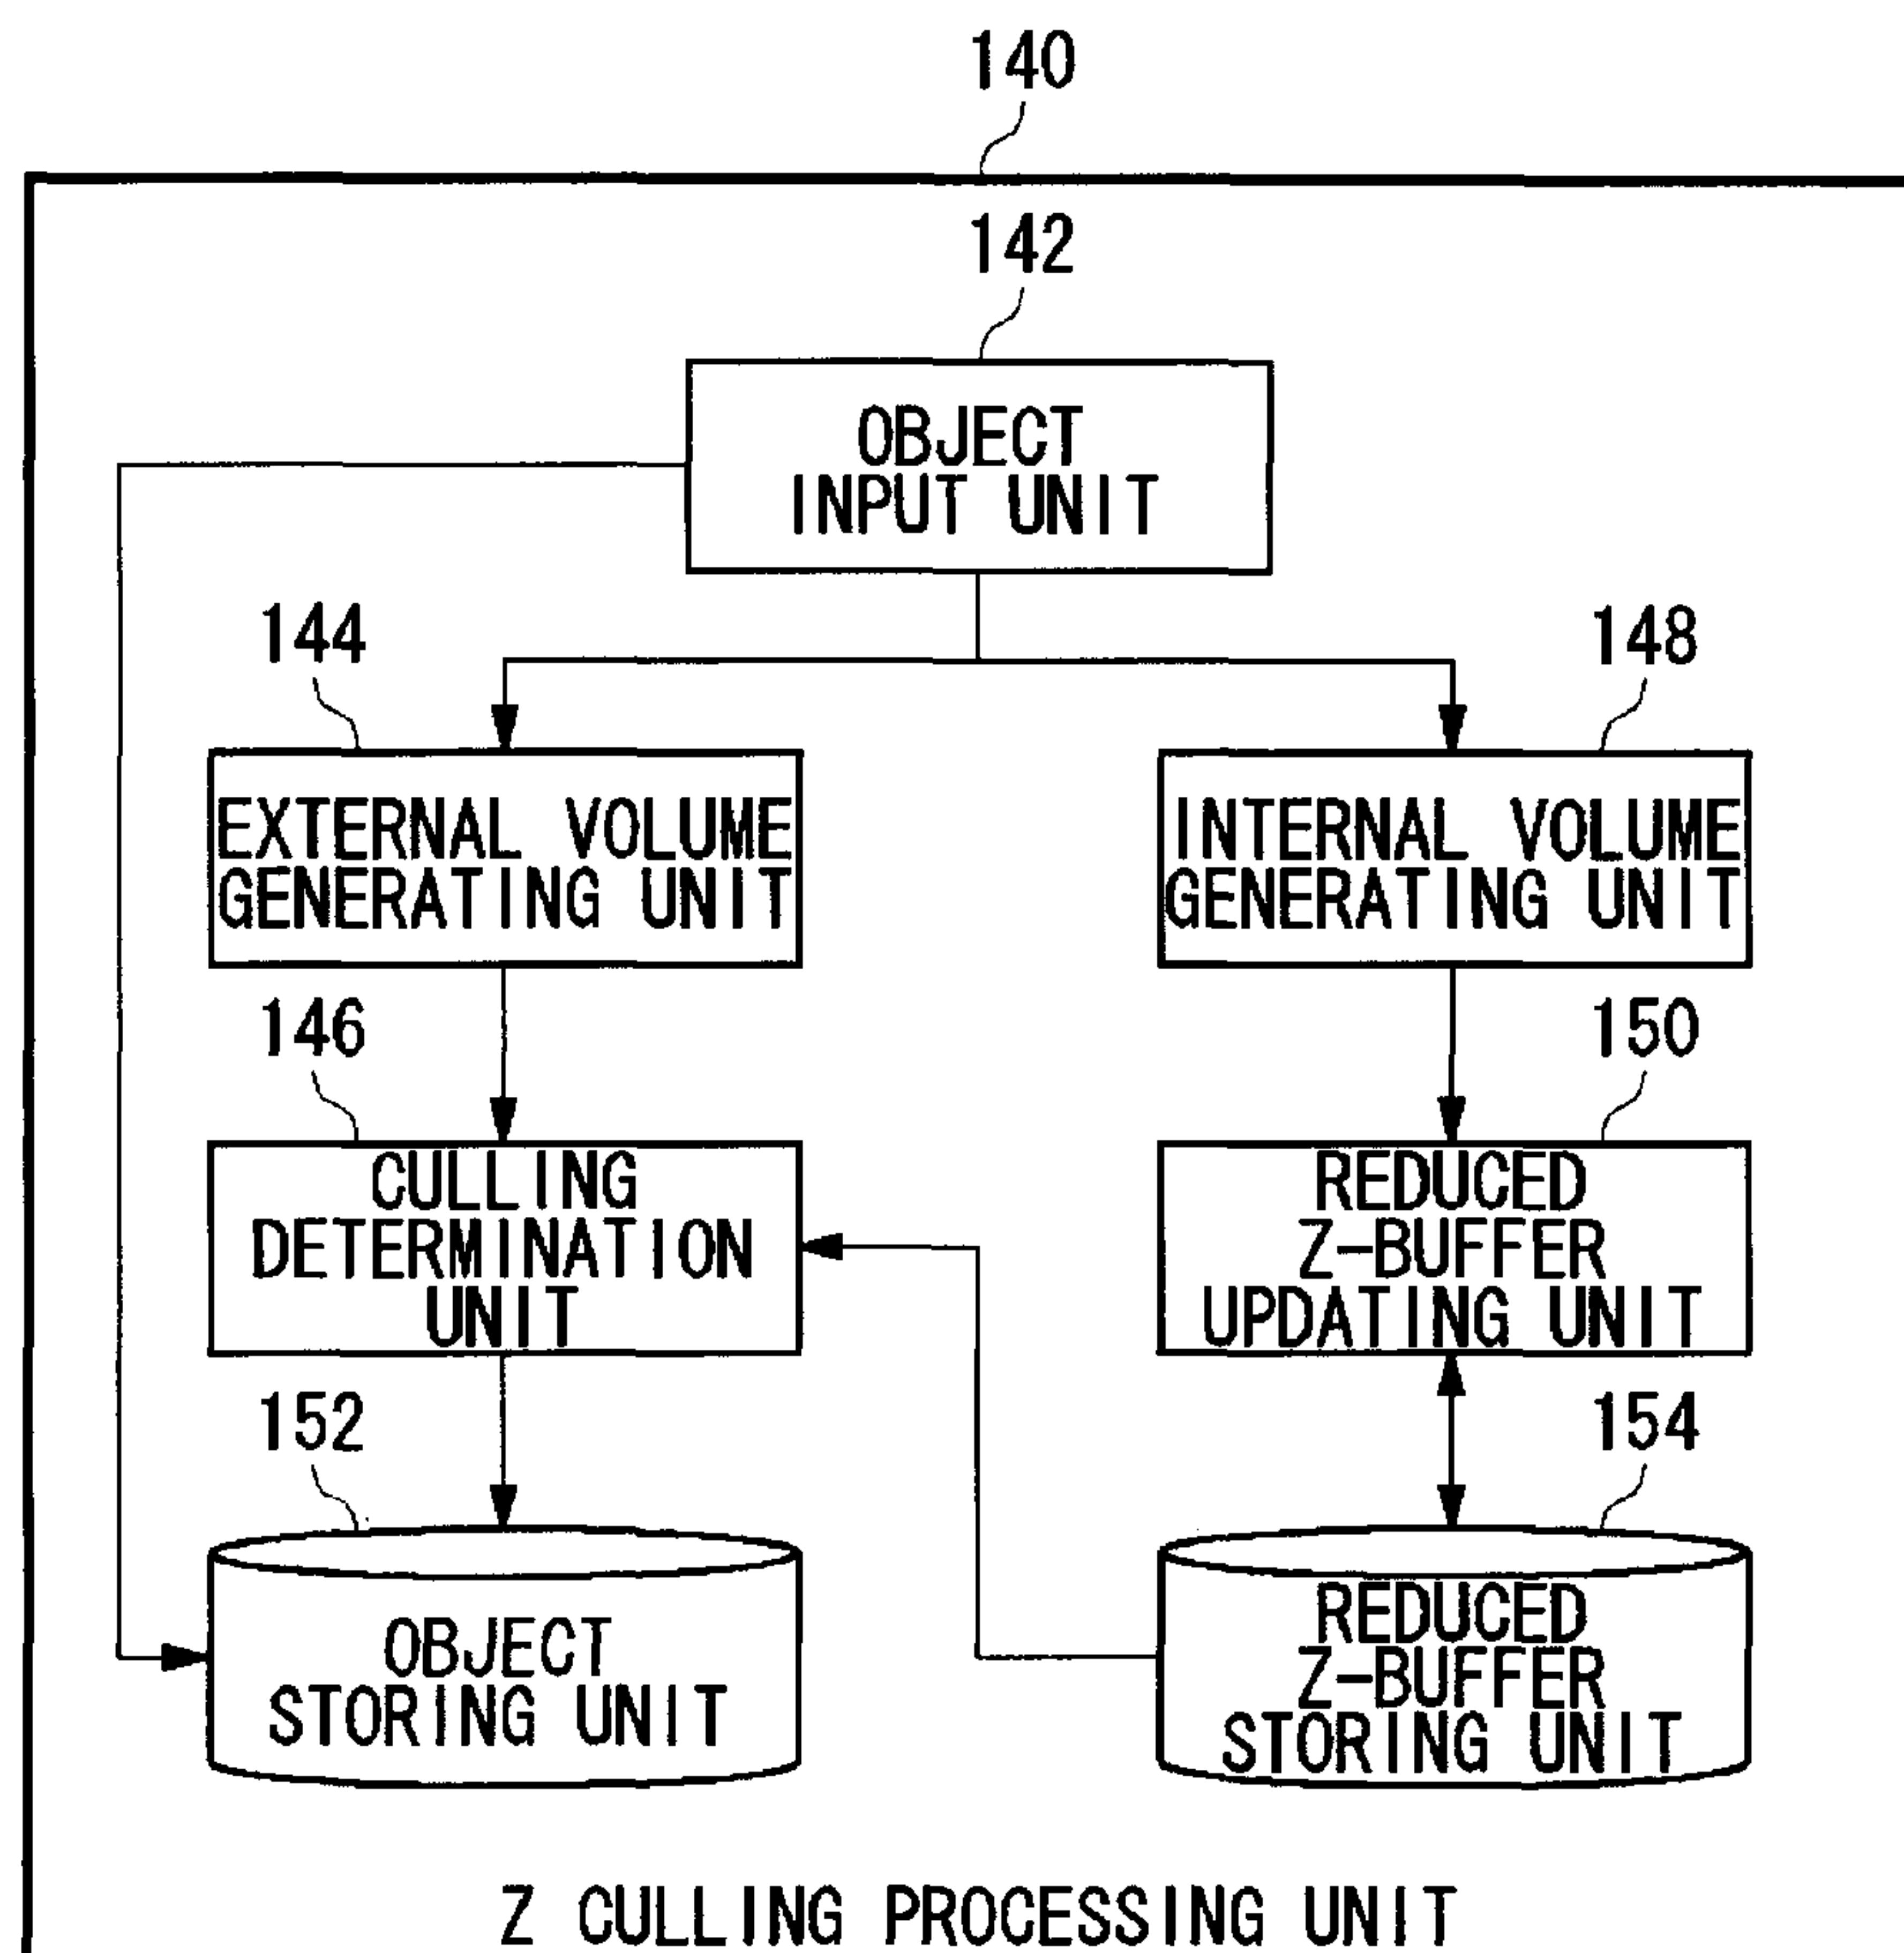 140
142
OBJECT
INPUT UNIT
144
148
EXTERNAL VOLUME
GENERATING UNIT
INTERNAL VOLUME
GENERATING UNIT
146
150
CULLING
DETERMINATION
UNIT
REDUCED
Z-BUFFER
UPDATING UNIT
152
154
OBJECT
STORING UNIT
REDUCED
Z-BUFFER
STORING UNIT
Z CULLING PROCESSING UNIT